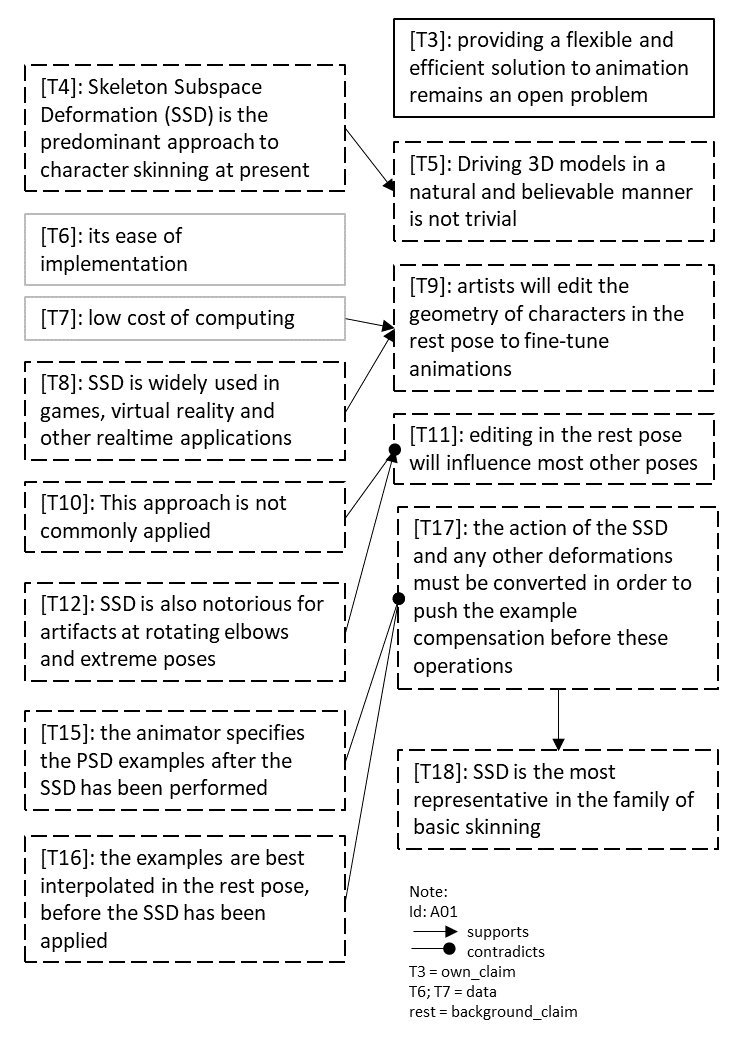 [T3]: providing a flexible and
efficient solution to animation
remains an open problem
[T4]: Skeleton Subspace
Deformation (SSD) is the
predominant approach to
character skinning at present
[T5]: Driving 3D models in a
natural and believable manner
is not trivial
[T6]: its ease of
implementation
[T7]: low cost of computing
[T9]: artists will edit the
geometry of characters in the
rest pose to fine-tune
animations
[T8]: SSD is widely used in
games, virtual reality and
other realtime applications
[T11]: editing in the rest pose
will influence most other poses
[T10]: This approach is not
commonly applied
[T17]: the action of the SSD
and any other deformations
must be converted in order to
push the example
compensation before these
operations
[T12]: SSD is also notorious for
artifacts at rotating elbows
and extreme poses
[T15]: the animator specifies
the PSD examples after the
SSD has been performed
[T18]: SSD is the most
representative in the family of
basic skinning
[T16]: the examples are best
interpolated in the rest pose,
before the SSD has been
applied
Note:
Id: A01
supports
contradicts
T3 = own_claim
T6; T7 = data
rest = background_claim